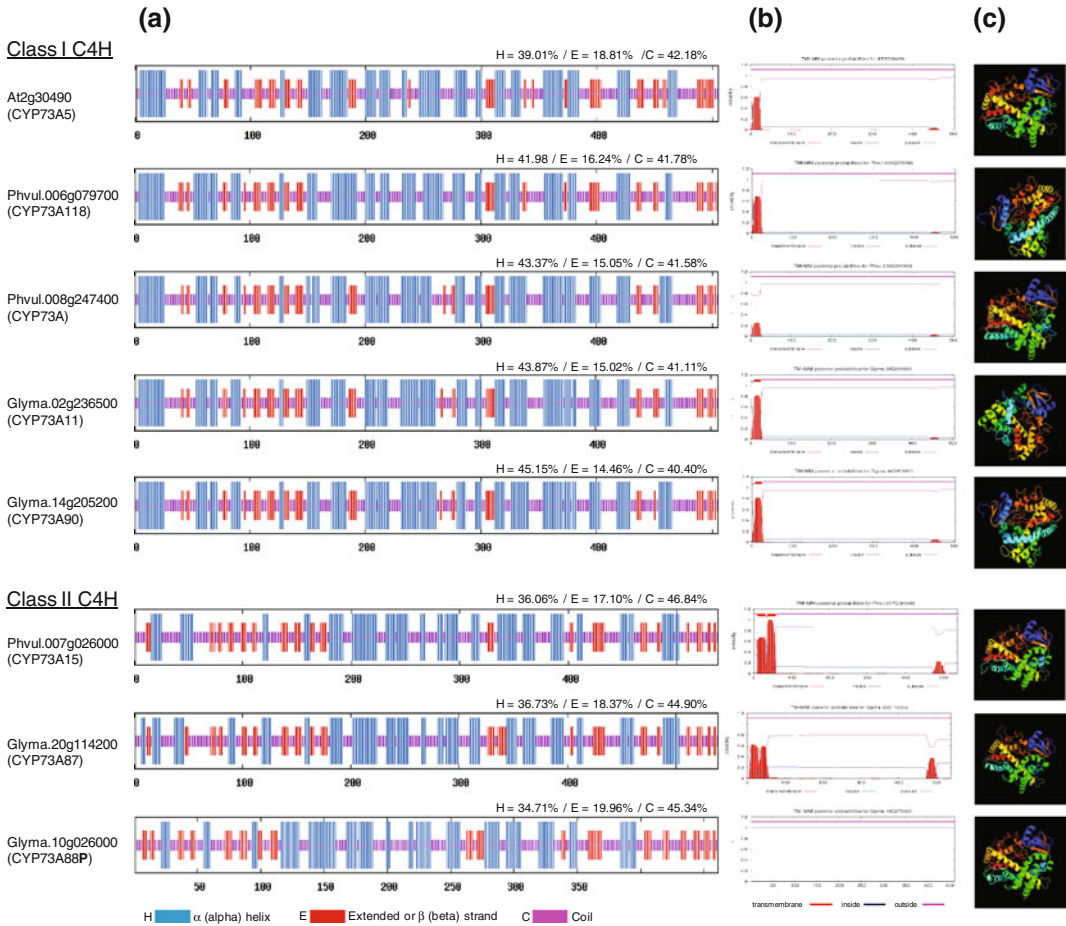 (a) (b) (c)
Class I C4H
H = 39.01% / E = 18.81% /C = 42.18%
At2g30490
(CYP73A5)
0 100 200 300 400
H = 41.98 / E = 16.24% / C = 41.78%
Phvul.006g079700
(CYP73A118)
0 100 200 300 400
H = 43.37% / E = 15.05% / C = 41.58%
Phvul.008g247400
(CYP73A)
0 100 200 300 400
H = 43.87% / E = 15.02% / C = 41.11%
Glyma.02g236500
(CYP73A11)
0 100 200 300 400
H = 45.15% / E = 14.46% / C = 40.40%
Glyma.14g205200
(CYP73A90)
0 100 200 300 400
Class II C4H
H = 36.06% / E = 17.10% / C = 46.84%
Phvul.007g026000
(CYP73A15)
0 100 200 300 400
H = 36.73% / E = 18.37% / C = 44.90%
Glyma.20g114200
(CYP73A87)
0 100 200 300 400
H = 34.71% / E = 19.96% / C = 45.34%
Glyma.10g026000
(CYP73A88P)
50 100 150 200 250 300 350
H α (alpha) helix E Extended or β (beta) strand C Coil
transmembrane inside outside